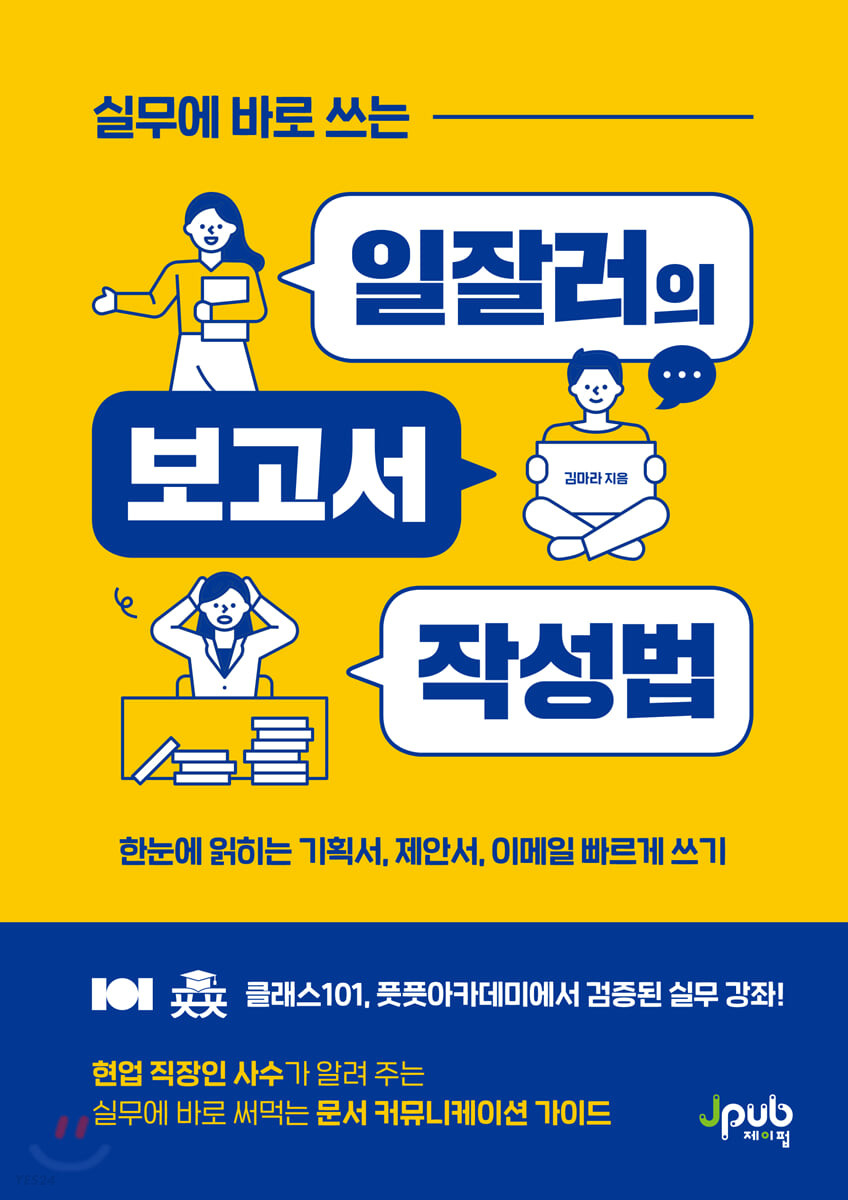 실무에 바로 쓰는
일잘러의
보고서
김마라 지음
작성법
한눈에 읽히는 기획서, 제안서, 이메일 빠르게 쓰기
101 풋풋 클래스101, 풋풋아카데미에서 검증된 실무 강좌!
현업 직장인 사수가 알려 주는
실무에 바로 써먹는 문서 커뮤니케이션 가이드
Jpub
제이펍
YES24